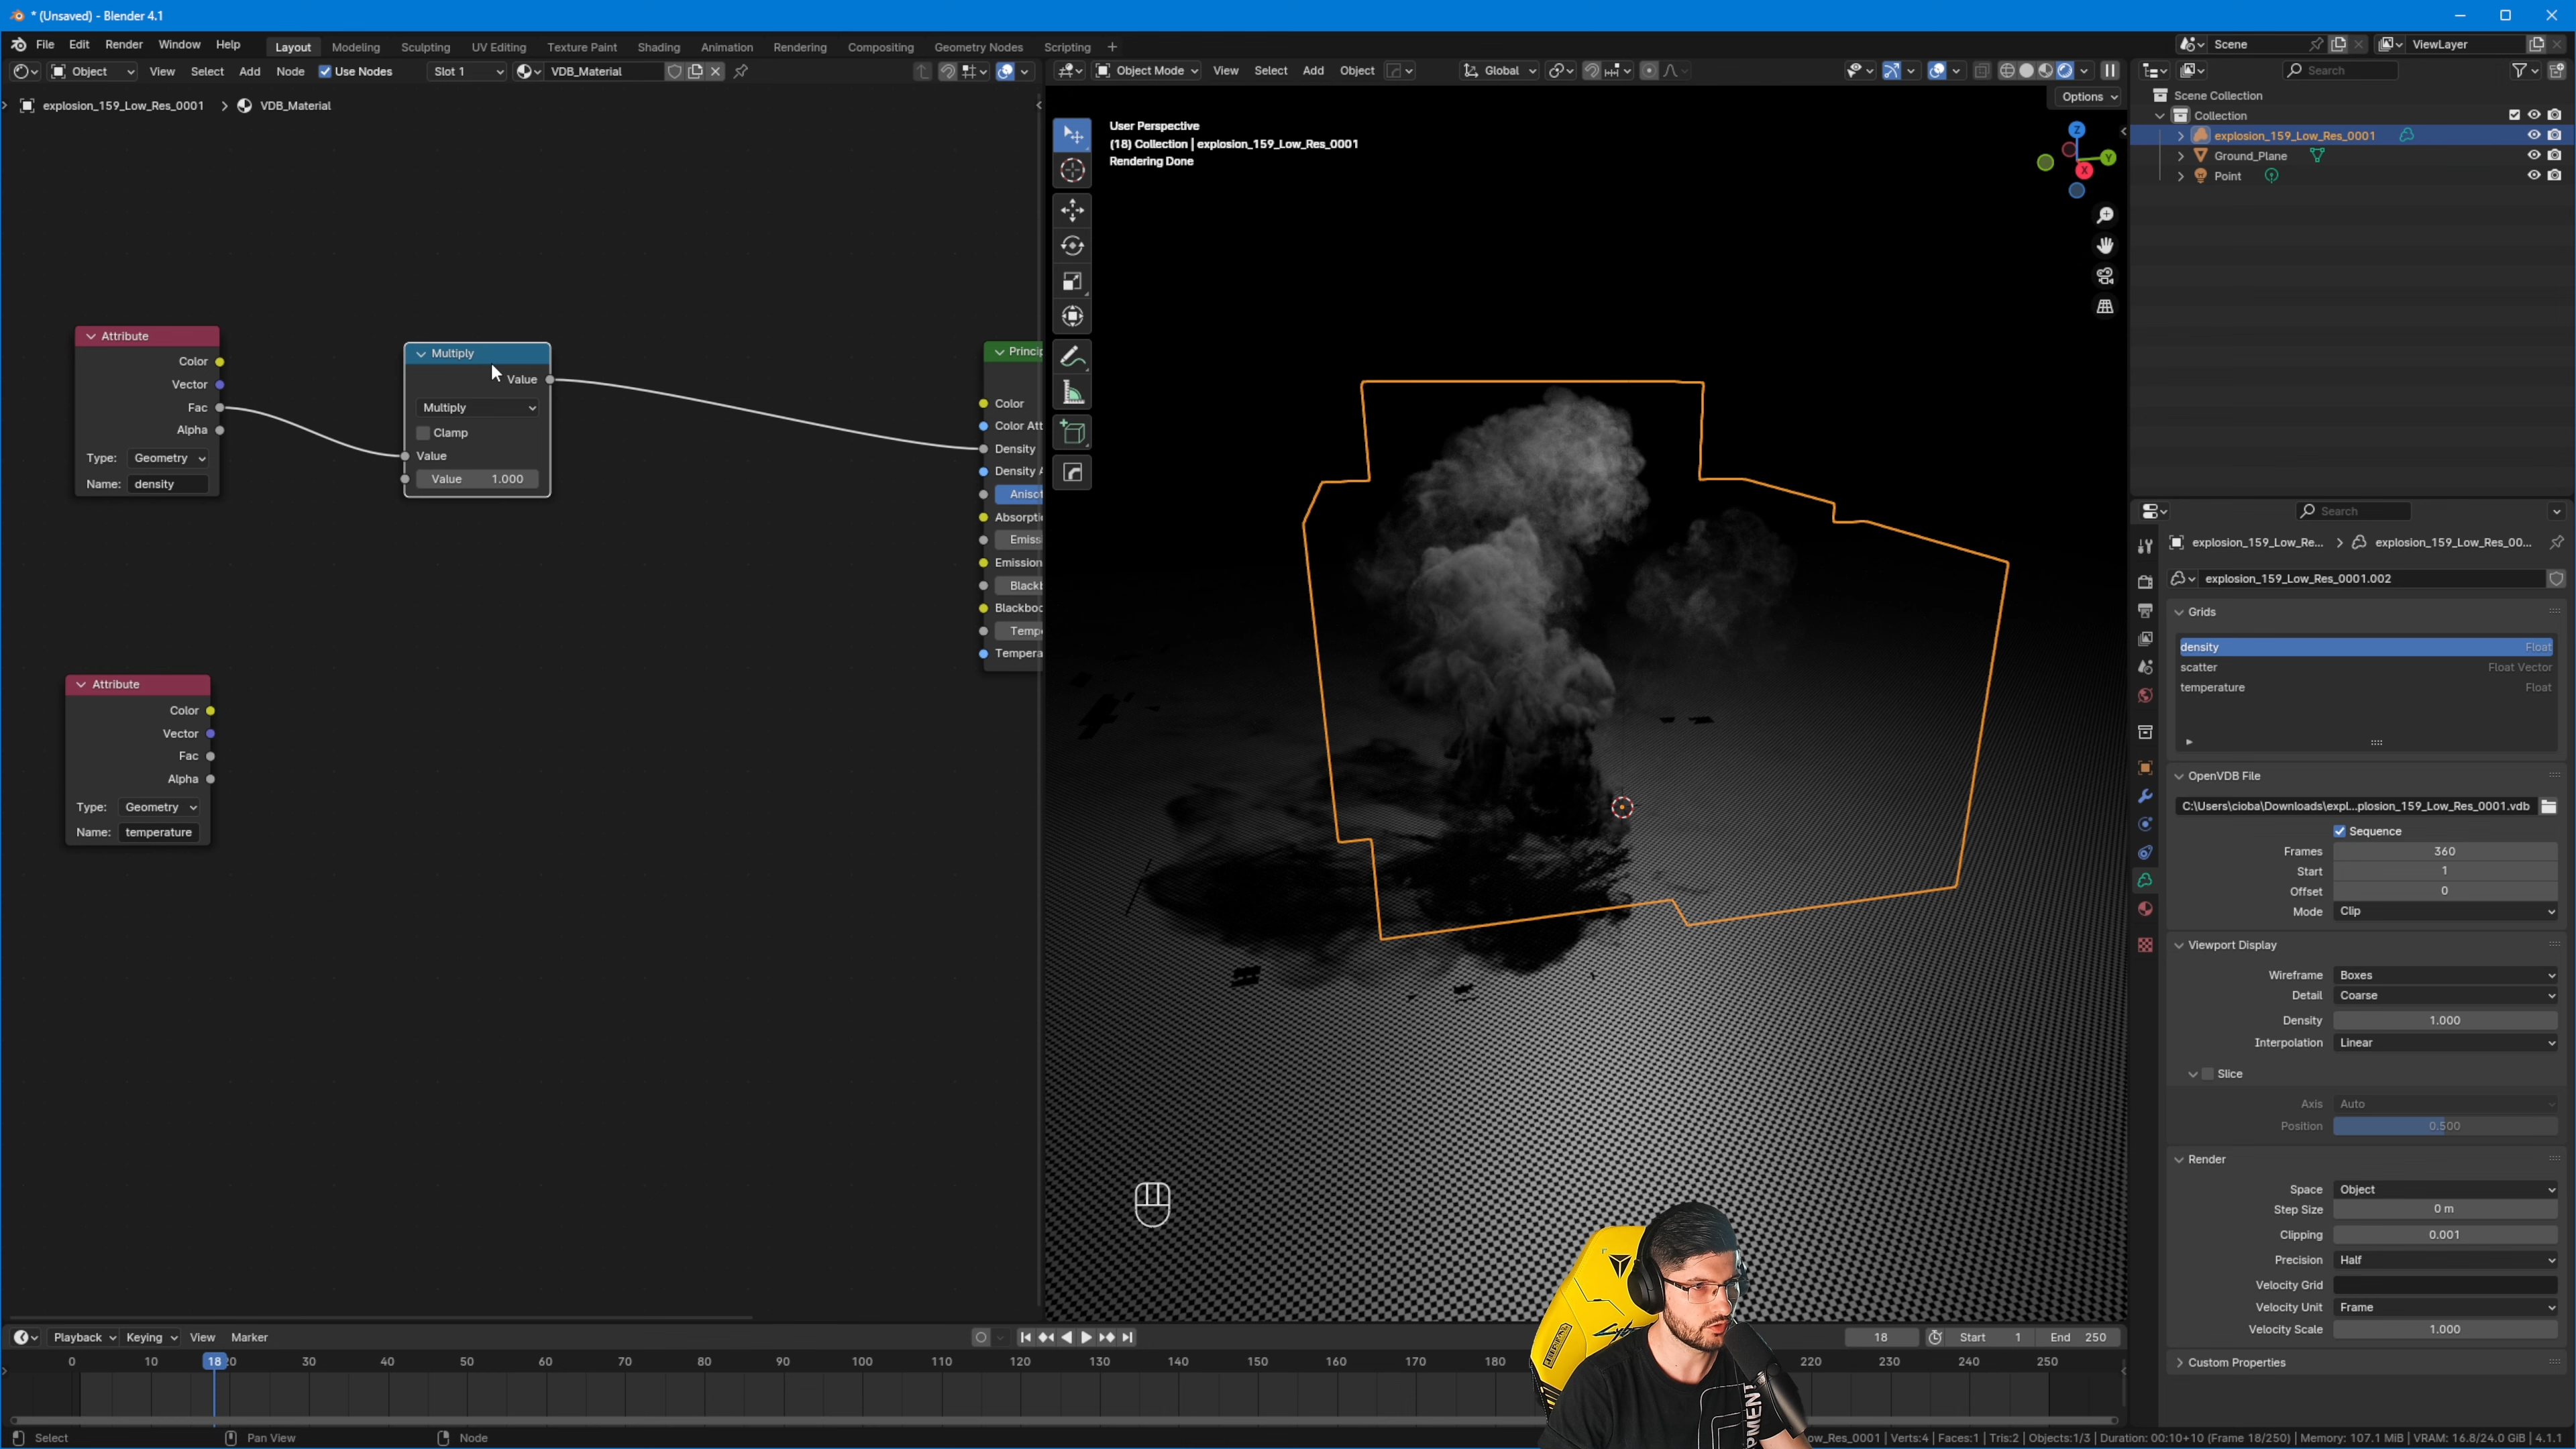 * (Unsaved) - Blender 4.1
File Edit Render Window Help
Layout Modeling Sculpting UV Editing Texture Paint Shading Animation Rendering Compositing Geometry Nodes Scripting
Scene
ViewLayer
Object View Select Add Node Use Nodes Slot 1 VDB_Material
Object Mode View Select Add Object Global
Search
explosion_159_Low_Res_0001 VDB_Material
Options
User Perspective
(18) Collection | explosion_159_Low_Res_0001
Rendering Done
Z
Y
X
Scene Collection
Collection
explosion_159_Low_Res_0001
Ground_Plane
Point
Attribute
Color
Vector
Fac
Alpha
Type: Geometry
Name: density
Multiply
Value
Multiply
Clamp
Value
Value 1.000
Princip
Color
Color Att
Density
Density A
Anisot
Absorpti
Emiss
Emission
Blackb
Blackboc
Temp
Tempera
Attribute
Color
Vector
Fac
Alpha
Type: Geometry
Name: temperature
Search
explosion_159_Low_Re... explosion_159_Low_Res_00...
explosion_159_Low_Res_0001.002
Grids
density Float
scatter Float Vector
temperature Float
OpenVDB File
C:\Users\cioba\Downloads\expl...plosion_159_Low_Res_0001.vdb
Sequence
Frames 360
Start 1
Offset 0
Mode Clip
Viewport Display
Wireframe Boxes
Detail Coarse
Density 1.000
Interpolation Linear
Slice
Axis Auto
Position 0.500
Render
Space Object
Step Size 0 m
Clipping 0.001
Precision Half
Velocity Grid
Velocity Unit Frame
Velocity Scale 1.000
Custom Properties
Playback Keying View Marker
18 Start 1 End 250
0 10 18 20 30 40 50 60 70 80 90 100 110 120 130 140 150 160 170 180 220 230 240 250
Select Pan View Node
ow_Res_0001 | Verts:4 | Faces:1 | Tris:2 | Objects:1/3 | Duration: 00:10+10 (Frame 18/250) | Memory: 107.1 MiB | VRAM: 16.8/24.0 GiB | 4.1.1